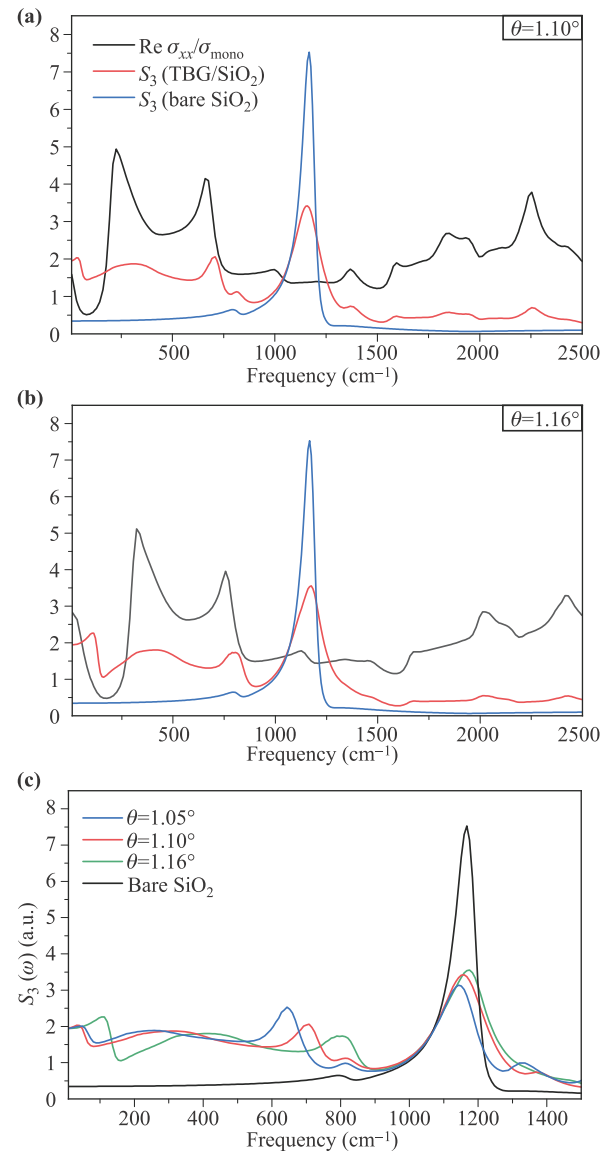 (a)
θ=1.10°
Re σxx/σmono
S3 (TBG/SiO2)
S3 (bare SiO2)
8
7
6
5
4
3
2
1
0
500 1000 1500 2000 2500
Frequency (cm−1)
(b)
θ=1.16°
8
7
6
5
4
3
2
1
0
500 1000 1500 2000 2500
Frequency (cm−1)
(c)
θ=1.05°
θ=1.10°
θ=1.16°
Bare SiO2
S3 (ω) (a.u.)
8
7
6
5
4
3
2
1
0
200 400 600 800 1000 1200 1400
Frequency (cm−1)